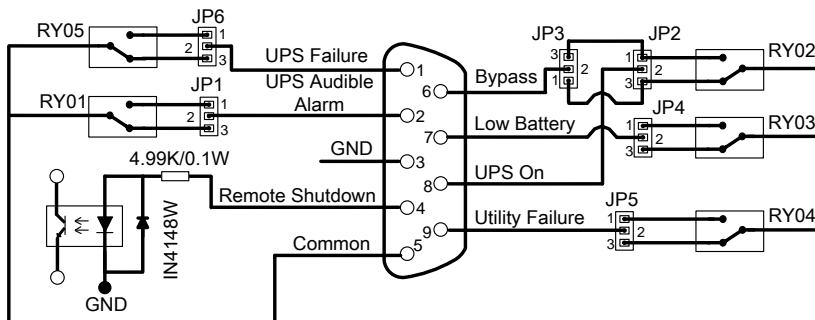 RY05
JP6
1
2
3
UPS Failure
RY01
JP1
1
2
3
UPS Audible
Alarm
GND
4.99K/0.1W
Remote Shutdown
IN4148W
GND
Common
1
2
3
4
5
6
7
8
9
Bypass
Low Battery
UPS On
Utility Failure
JP3
3
2
1
JP2
1
2
3
RY02
JP4
1
2
3
RY03
JP5
1
2
3
RY04